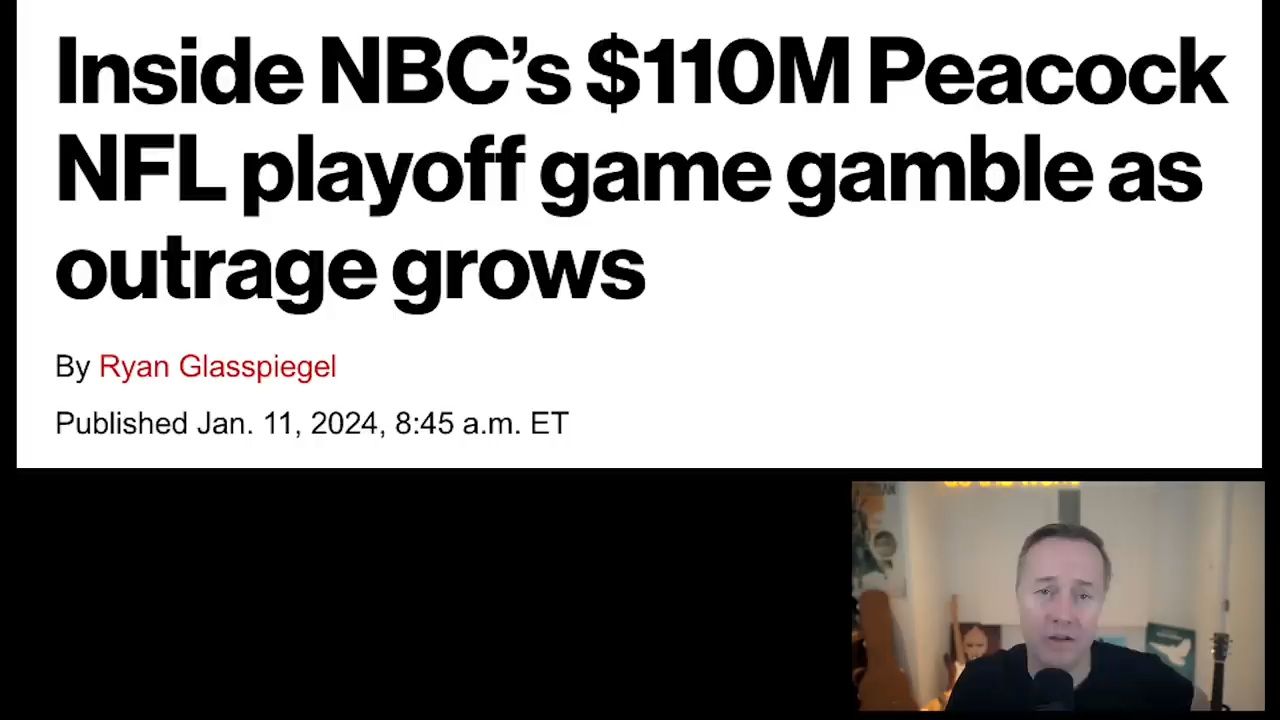 Inside NBC’s $110M Peacock
NFL playoff game gamble as
outrage grows
By Ryan Glasspiegel
Published Jan. 11, 2024, 8:45 a.m. ET